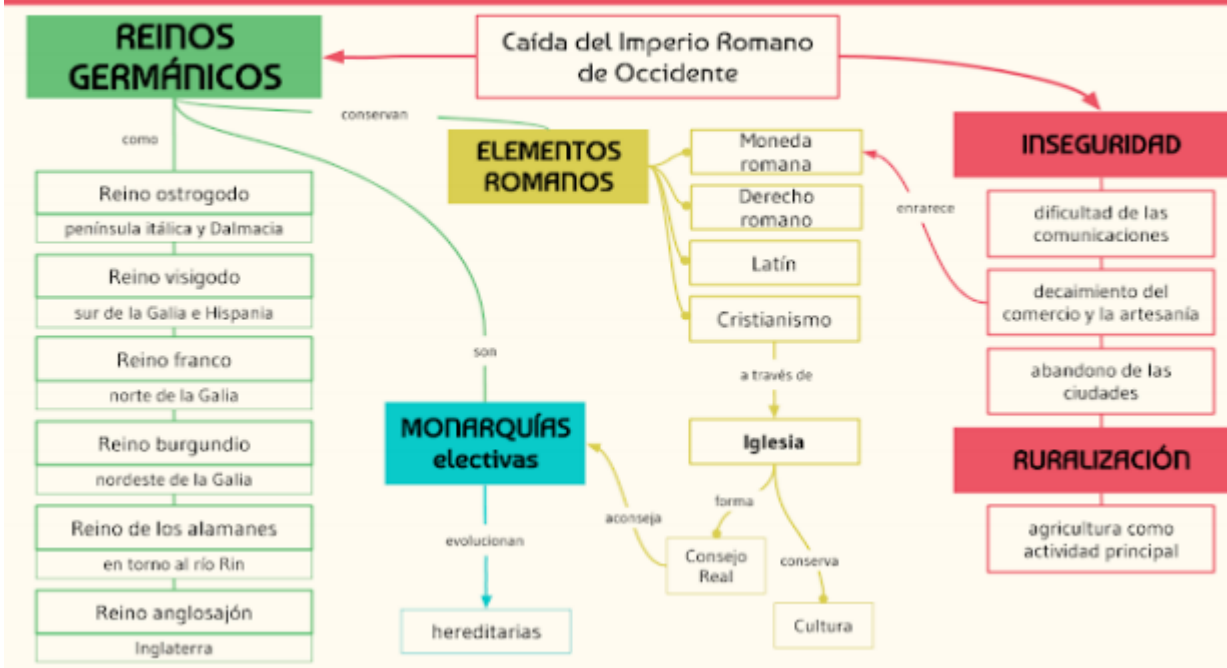 REINOS
GERMÁNICOS
Caída del Imperio Romano
de Occidente
como
conservan
ELEMENTOS
ROMANOS
Moneda
romana
Derecho
romano
Latín
Cristianismo
enrarece
INSEGURIDAD
dificultad de las
comunicaciones
decaimiento del
comercio y la artesanía
abandono de las
ciudades
RURALIZACIÓN
agricultura como
actividad principal
Reino ostrogodo
península itálica y Dalmacia
Reino visigodo
sur de la Galia e Hispania
Reino franco
norte de la Galia
Reino burgundio
nordeste de la Galia
Reino de los alamanes
en torno al río Rin
Reino anglosajón
Inglaterra
son
MONARQUÍAS
electivas
evolucionan
hereditarias
a través de
Iglesia
forma
aconseja
Consejo
Real
conserva
Cultura